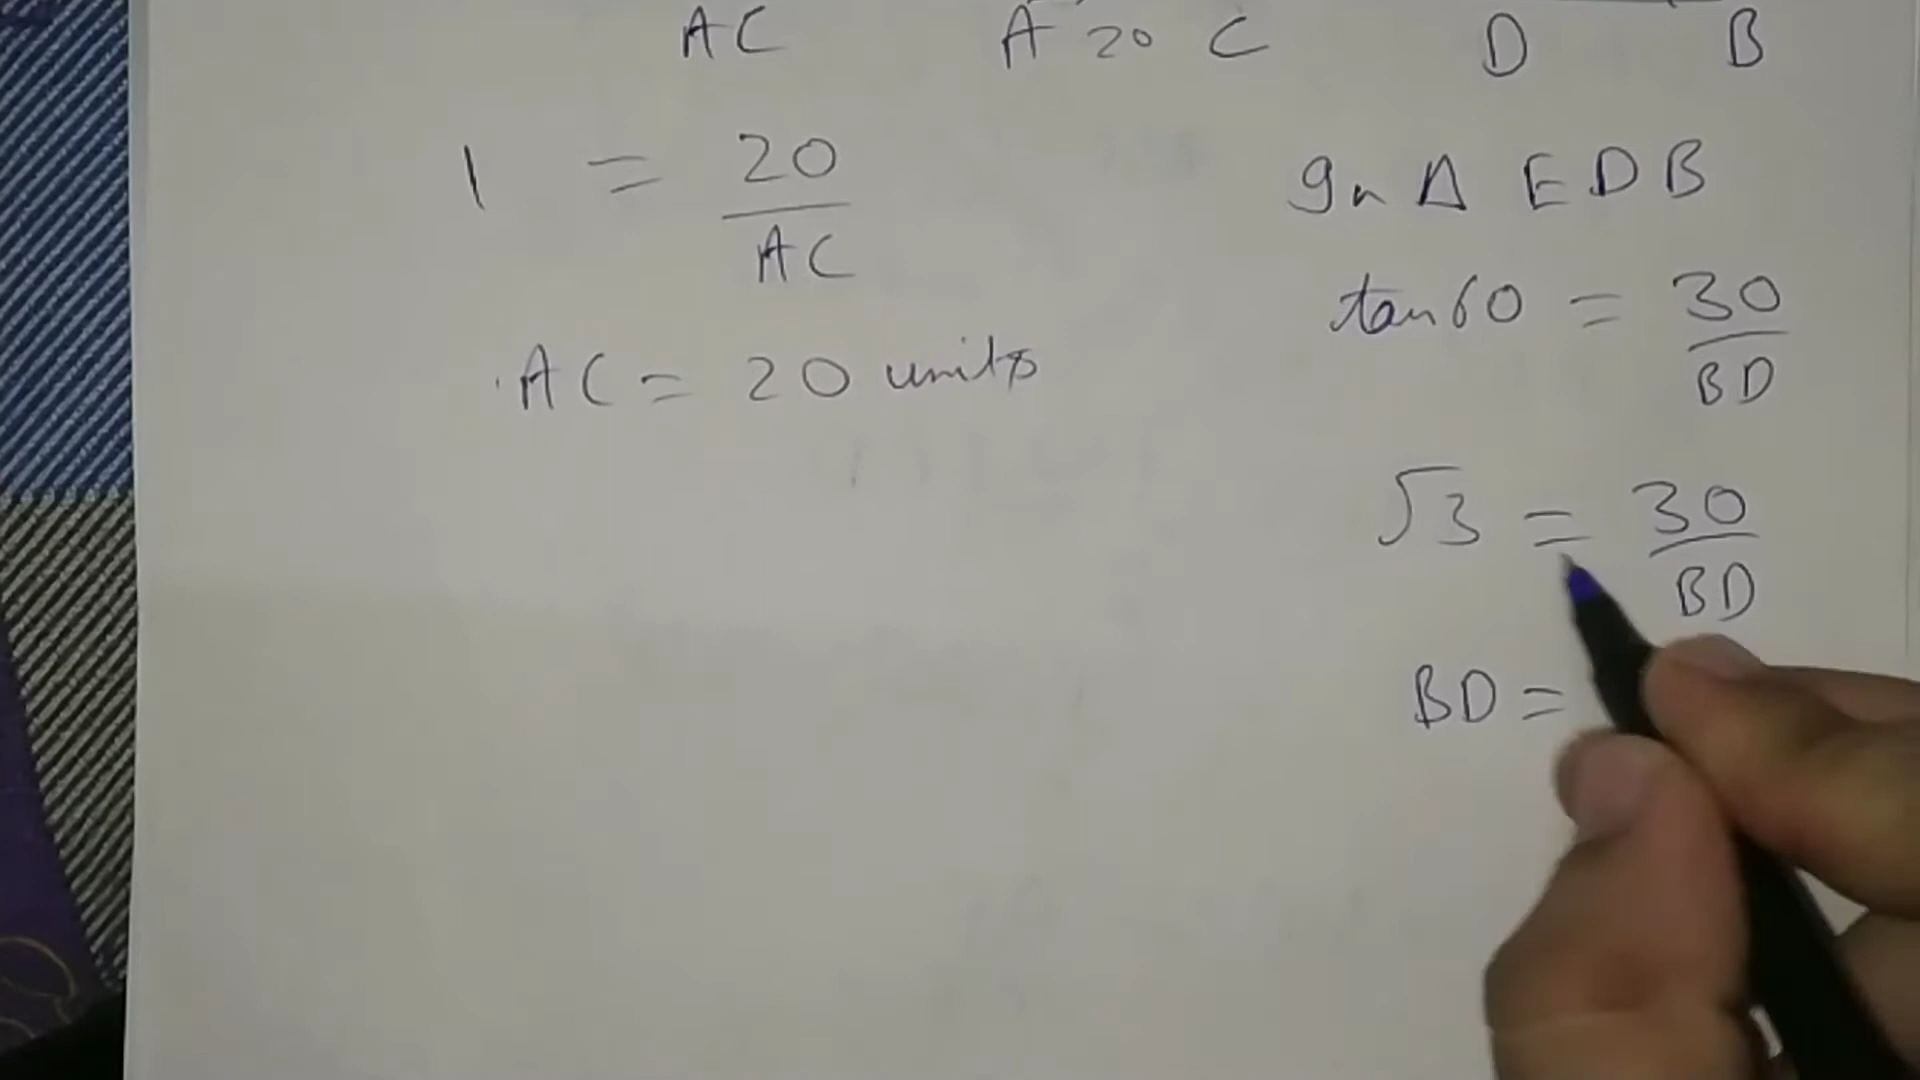 AC
A 20 C D B
1 = 20
AC
AC = 20 units
In Δ EDB
tan 60 = 30
BD
√3 = 30
BD
BD =